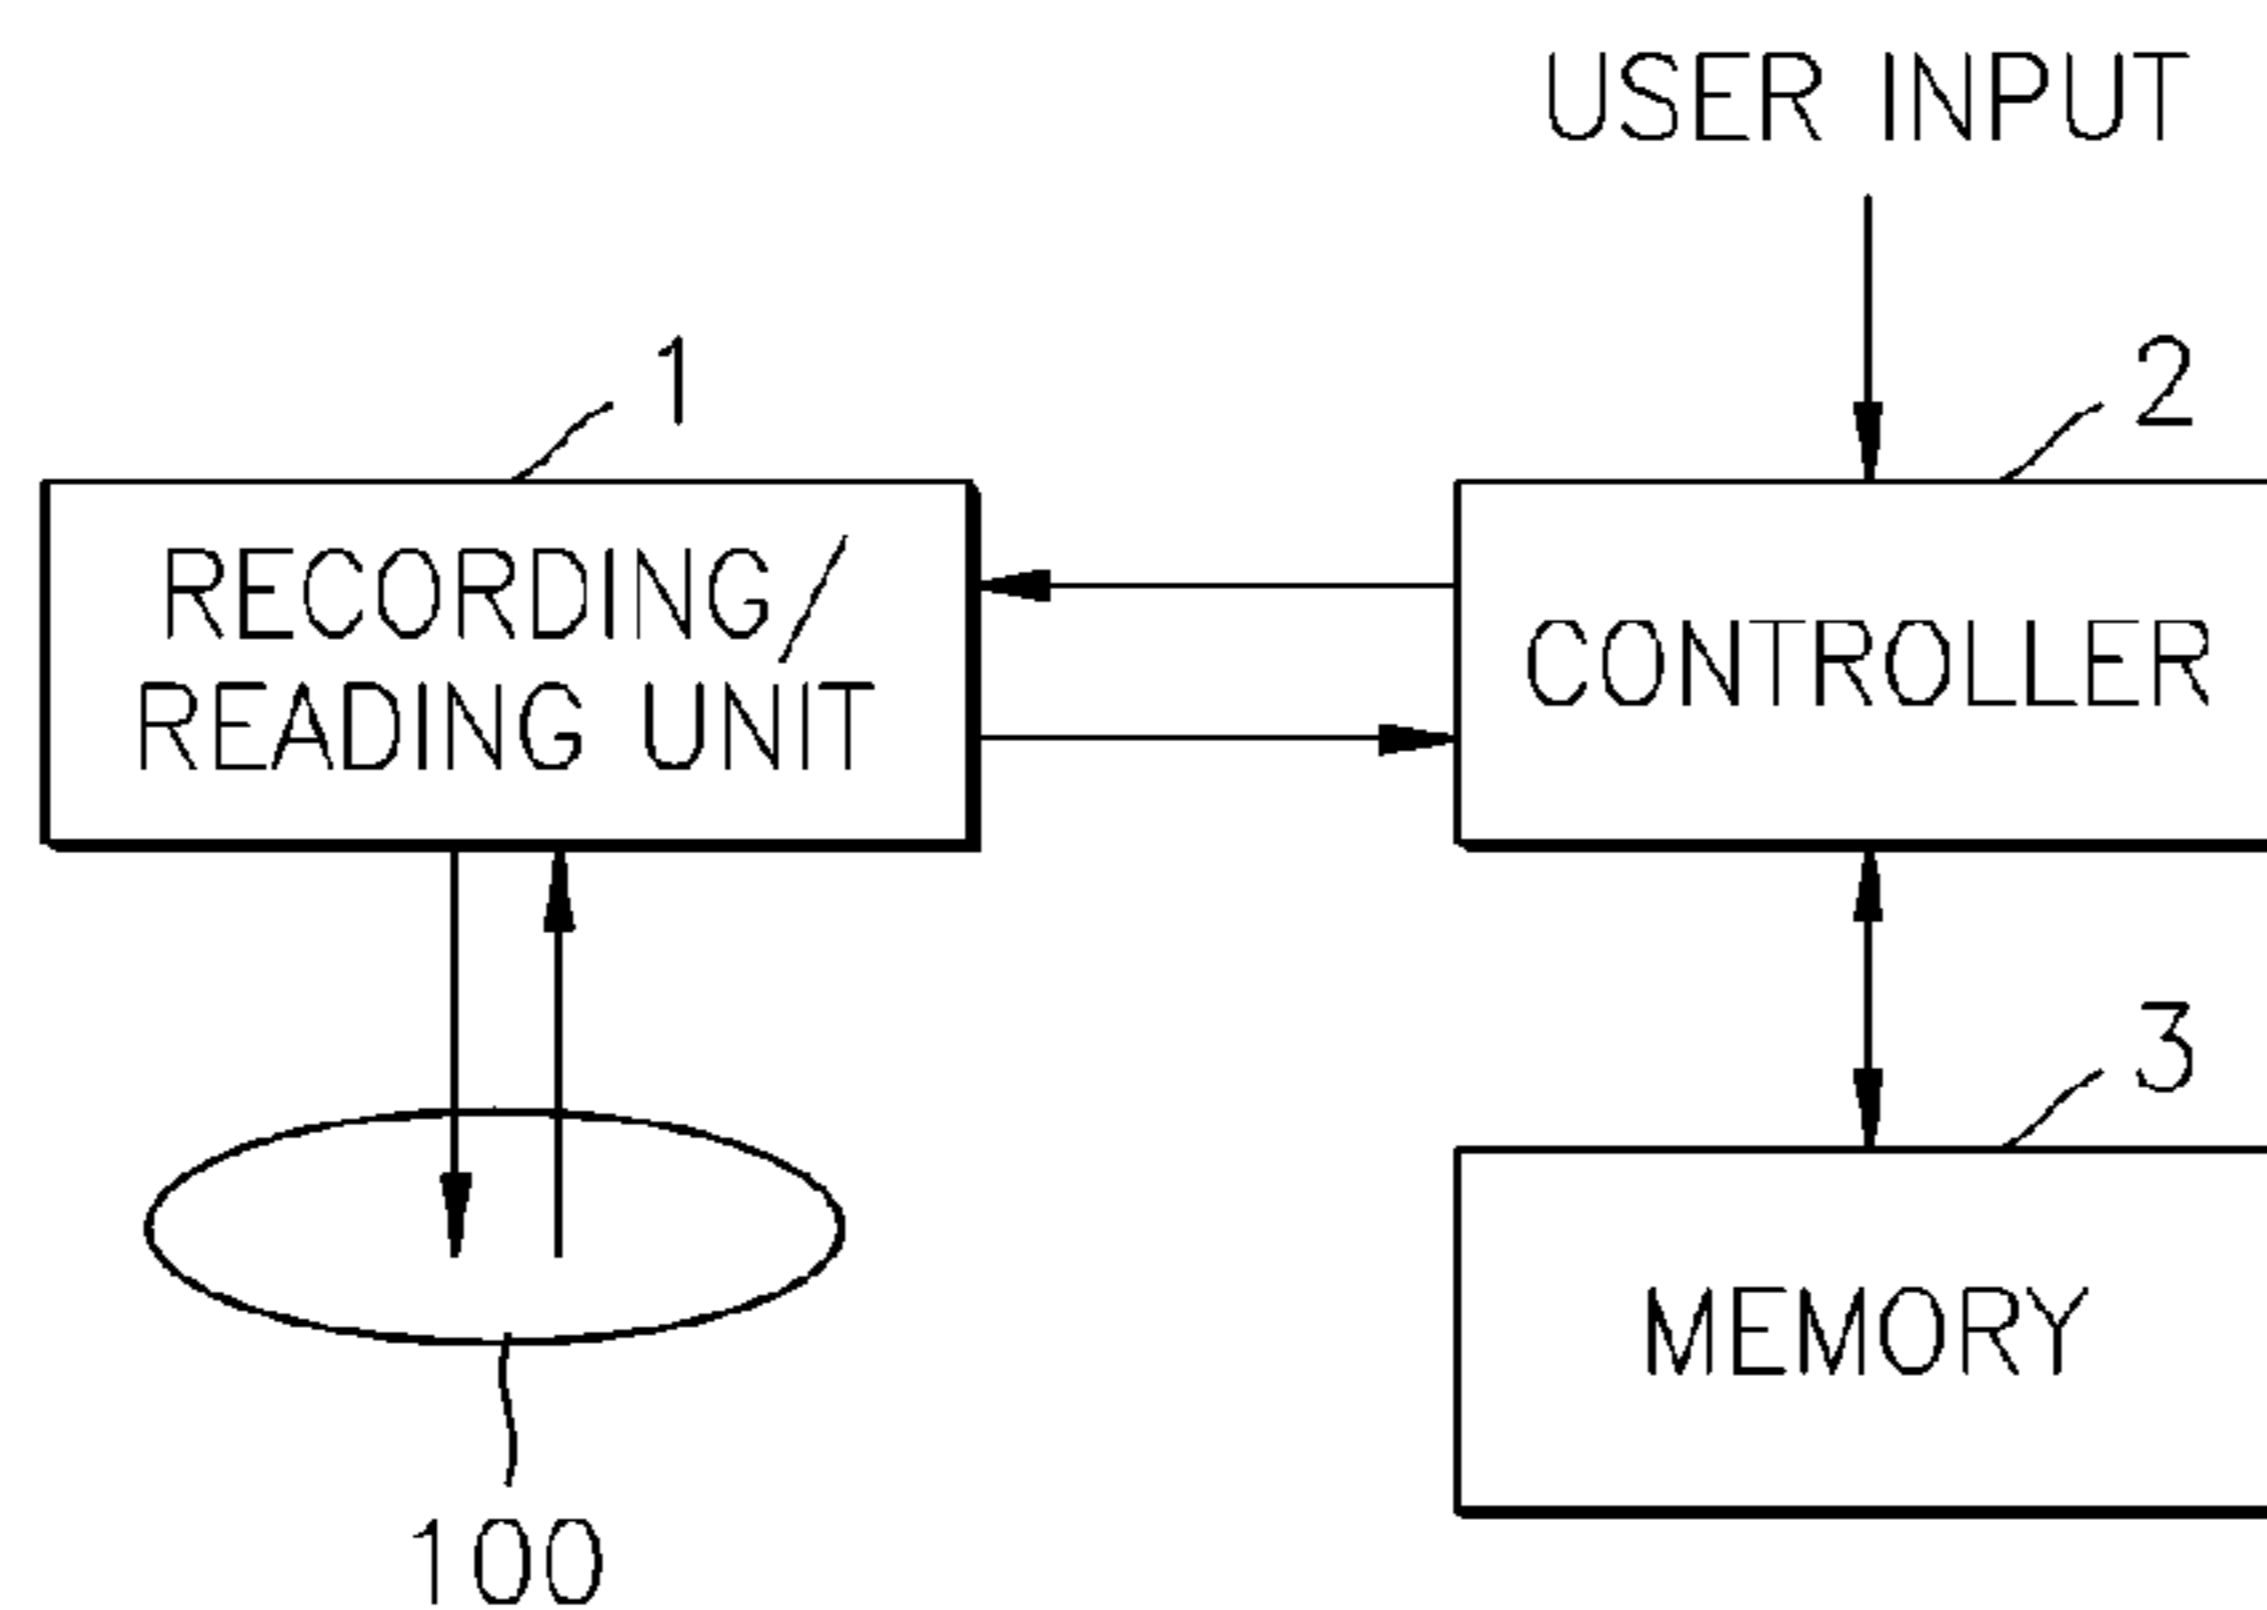 USER INPUT
1
2
RECORDING/
READING UNIT
CONTROLLER
3
MEMORY
100